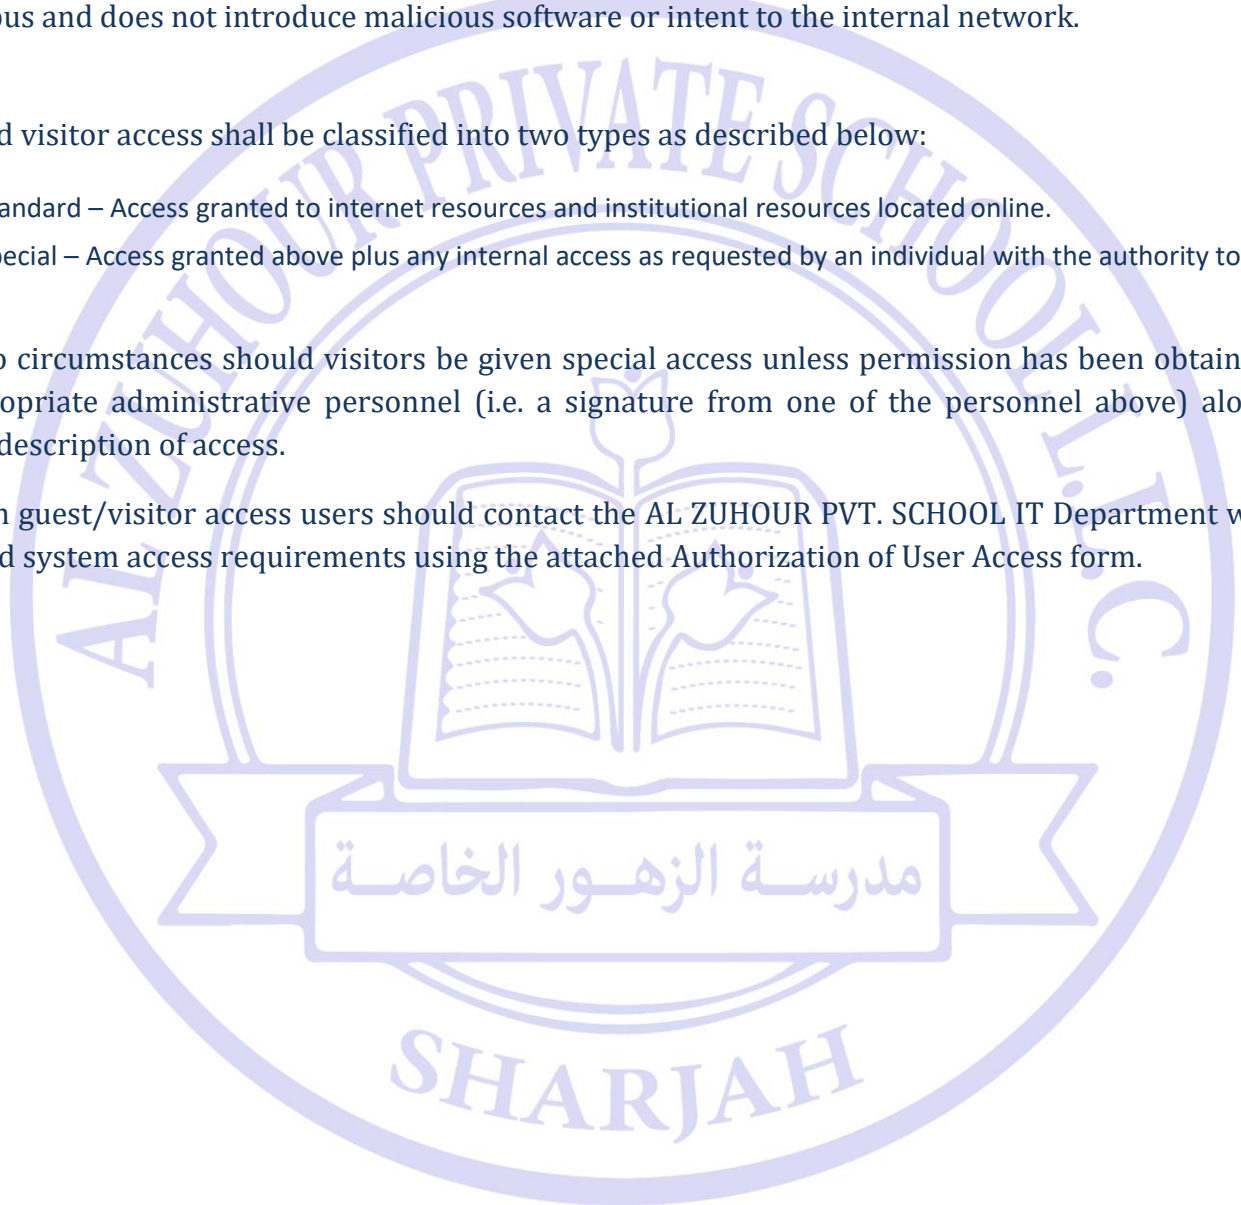 ous and does not introduce malicious software or intent to the internal network.
d visitor access shall be classified into two types as described below:
andard – Access granted to internet resources and institutional resources located online.
pecial – Access granted above plus any internal access as requested by an individual with the authority to
o circumstances should visitors be given special access unless permission has been obtain
opriate administrative personnel (i.e. a signature from one of the personnel above) alo
description of access.
n guest/visitor access users should contact the AL ZUHOUR PVT. SCHOOL IT Department w
d system access requirements using the attached Authorization of User Access form.
AL ZUHOUR PRIVATE SCHOOL L.L.C.
مدرســة الزهــور الخاصــة
SHARJAH